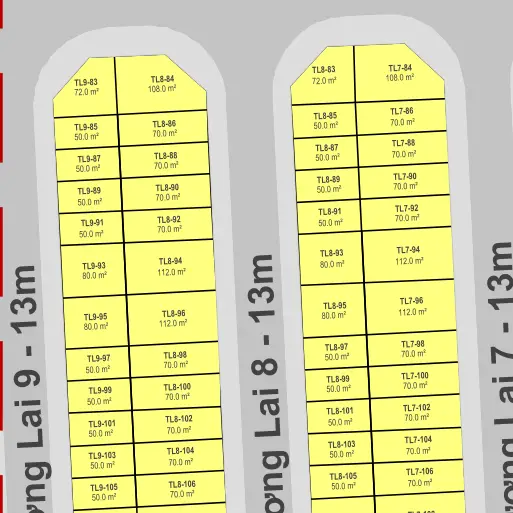 TL9-83
72.0 m²
TL8-84
108.0 m²
TL9-85
50.0 m²
TL8-86
70.0 m²
TL9-87
50.0 m²
TL8-88
70.0 m²
TL9-89
50.0 m²
TL8-90
70.0 m²
TL9-91
50.0 m²
TL8-92
70.0 m²
TL9-93
80.0 m²
TL8-94
112.0 m²
TL9-95
80.0 m²
TL8-96
112.0 m²
TL9-97
50.0 m²
TL8-98
70.0 m²
TL9-99
50.0 m²
TL8-100
70.0 m²
TL9-101
50.0 m²
TL8-102
70.0 m²
TL9-103
50.0 m²
TL8-104
70.0 m²
TL9-105
50.0 m²
TL8-106
70.0 m²
TL8-83
72.0 m²
TL7-84
108.0 m²
TL8-85
50.0 m²
TL7-86
70.0 m²
TL8-87
50.0 m²
TL7-88
70.0 m²
TL8-89
50.0 m²
TL7-90
70.0 m²
TL8-91
50.0 m²
TL7-92
70.0 m²
TL8-93
80.0 m²
TL7-94
112.0 m²
TL8-95
80.0 m²
TL7-96
112.0 m²
TL8-97
50.0 m²
TL7-98
70.0 m²
TL8-99
50.0 m²
TL7-100
70.0 m²
TL8-101
50.0 m²
TL7-102
70.0 m²
TL8-103
50.0 m²
TL7-104
70.0 m²
TL8-105
50.0 m²
TL7-106
70.0 m²
ơng Lai 9 - 13m
ơng Lai 8 - 13m
ơng Lai 7 - 13m